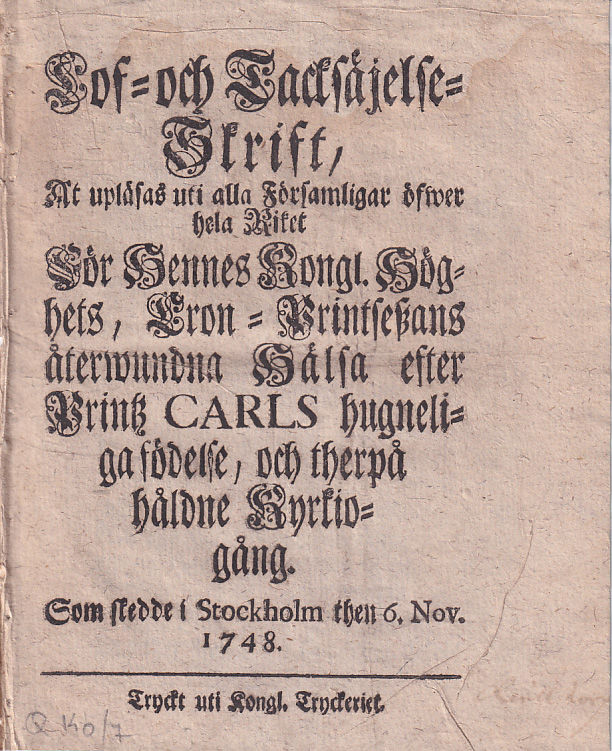 Lof-och Tacksäjelse-
Skrift,
At upläsas uti alla Församligar öfwer
hela Riket
För Hennes Kongl. Hög-
hets, Cron-Printseßans
återwundna Hälsa efter
Printz CARLS hugneli-
ga födelse, och therpå
håldne Kyrkio-
gång.
Som skedde i Stockholm then 6. Nov.
1748.
Tryckt uti Kongl. Tryckeriet.